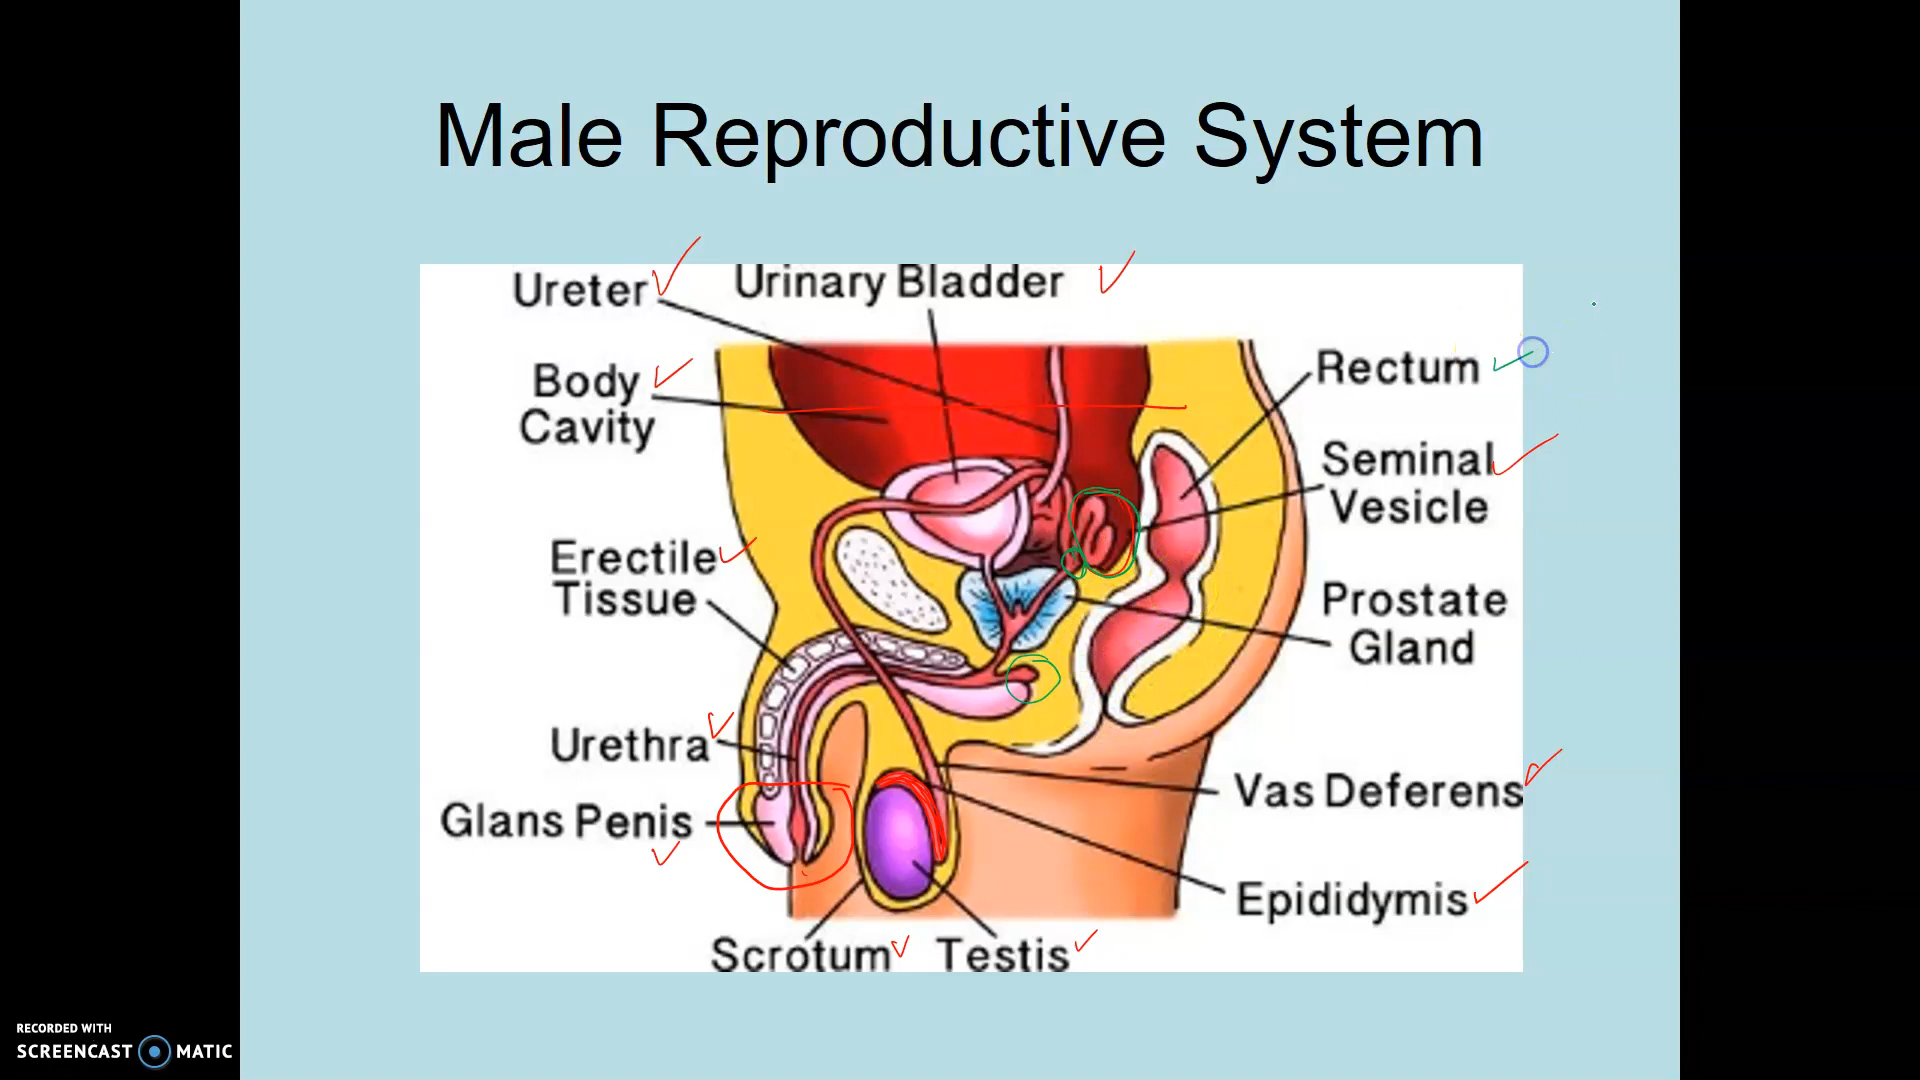 Male Reproductive System
Ureter
Urinary Bladder
Body
Cavity
Rectum
Seminal
Vesicle
Erectile
Tissue
Prostate
Gland
Urethra
Vas Deferens
Glans Penis
Epididymis
Scrotum
Testis
RECORDED WITH
SCREENCAST MATIC